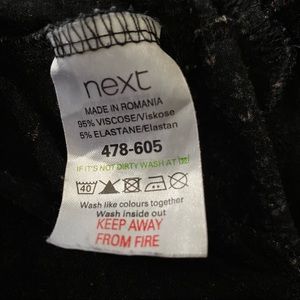 next
MADE IN ROMANIA
95% VISCOSE/Viskose
5% ELASTANE/Elastan
478-605
IF IT'S NOT DIRTY WASH AT 30
40
Wash like colours together
Wash inside out
KEEP AWAY
FROM FIRE